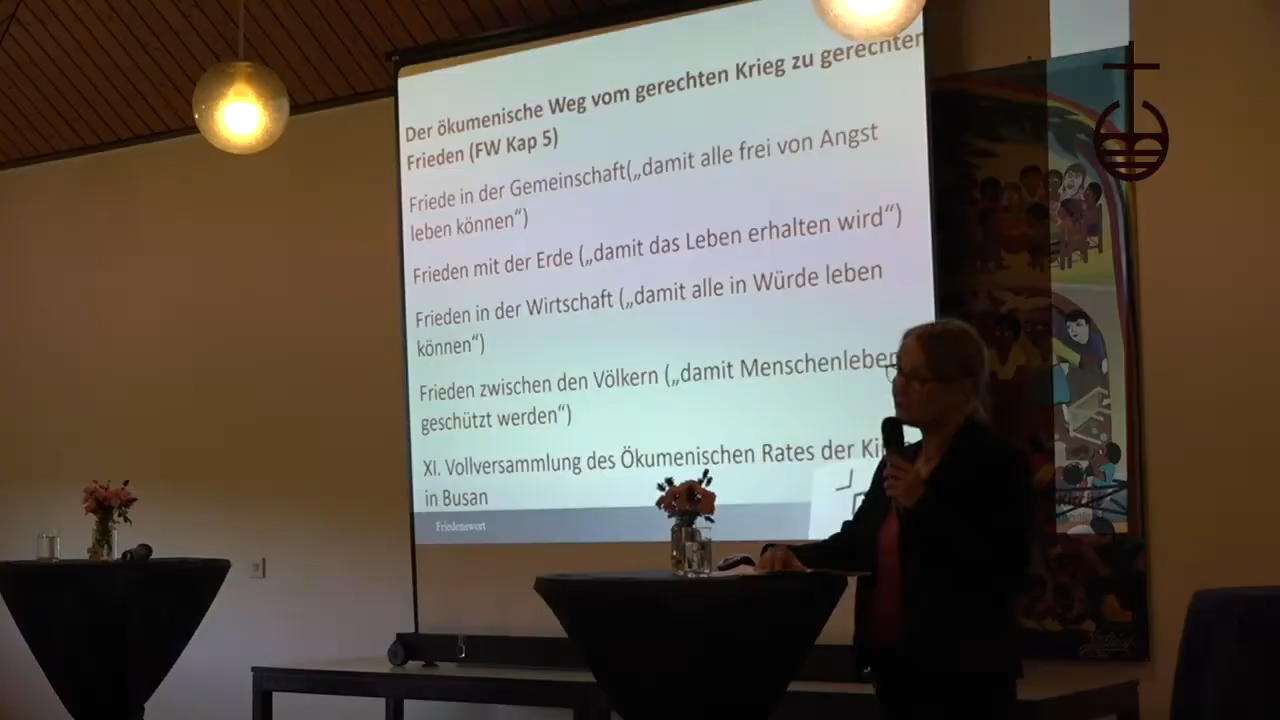 Der ökumenische Weg vom gerechten Krieg zu gerechten
Frieden (FW Kap 5)
Friede in der Gemeinschaft(„damit alle frei von Angst
leben können“)
Frieden mit der Erde („damit das Leben erhalten wird“)
Frieden in der Wirtschaft („damit alle in Würde leben
können“)
Frieden zwischen den Völkern („damit Menschenleben
geschützt werden“)
XI. Vollversammlung des Ökumenischen Rates der
in Busan
Friedenswort
Kirche